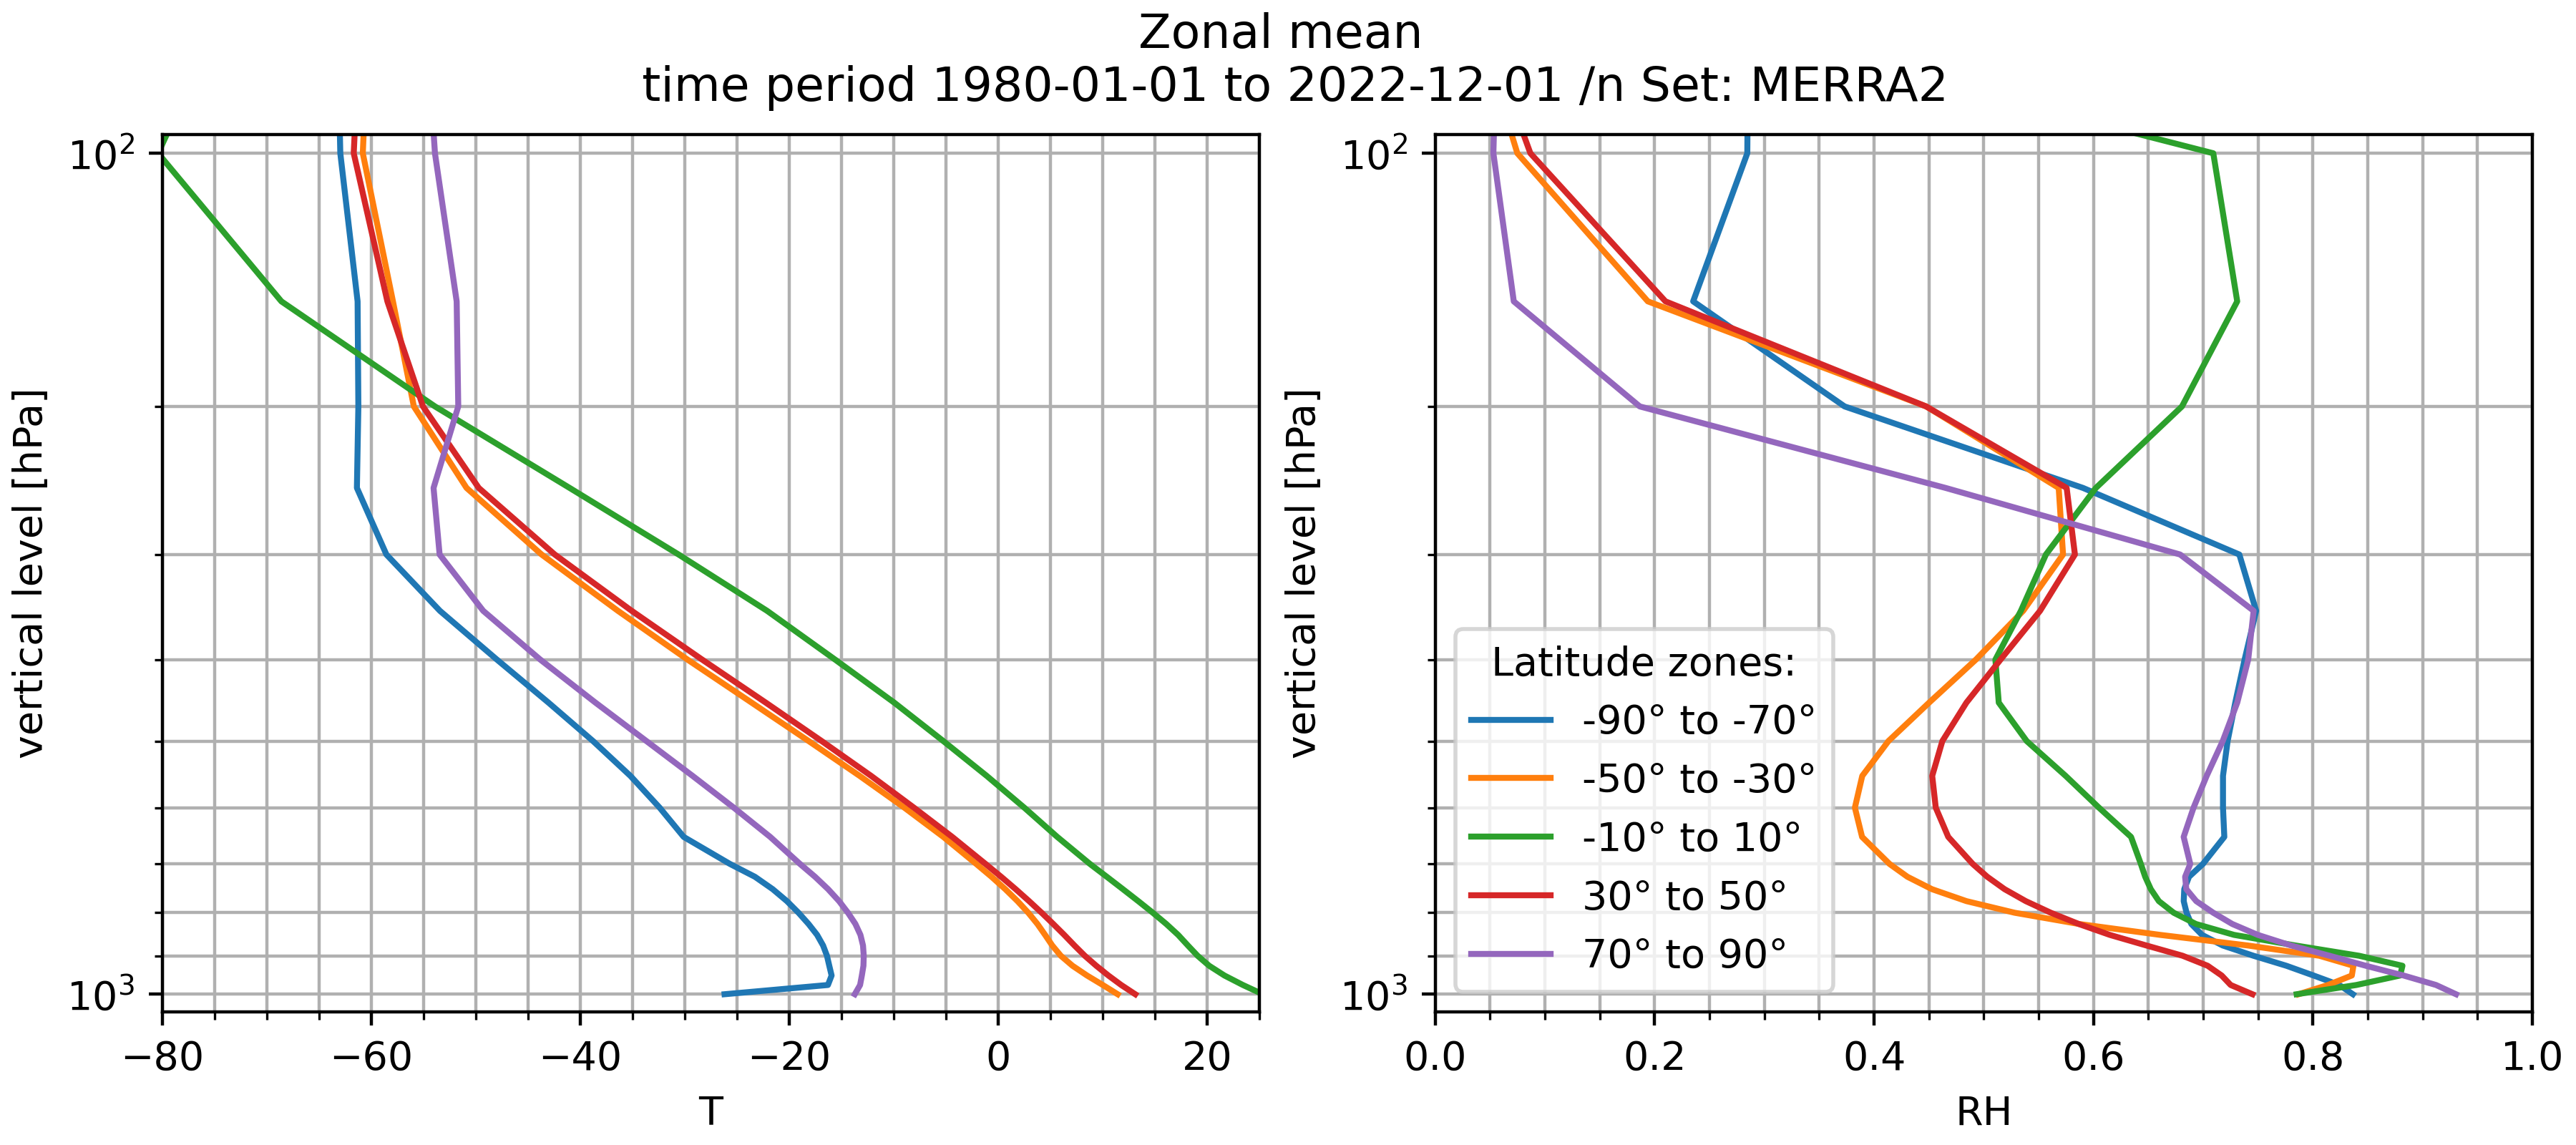 Zonal mean
time period 1980-01-01 to 2022-12-01 /n Set: MERRA2
10²
10³
vertical level [hPa]
−80 −60 −40 −20 0 20
T
10²
10³
vertical level [hPa]
Latitude zones:
-90° to -70°
-50° to -30°
-10° to 10°
30° to 50°
70° to 90°
0.0 0.2 0.4 0.6 0.8 1.0
RH